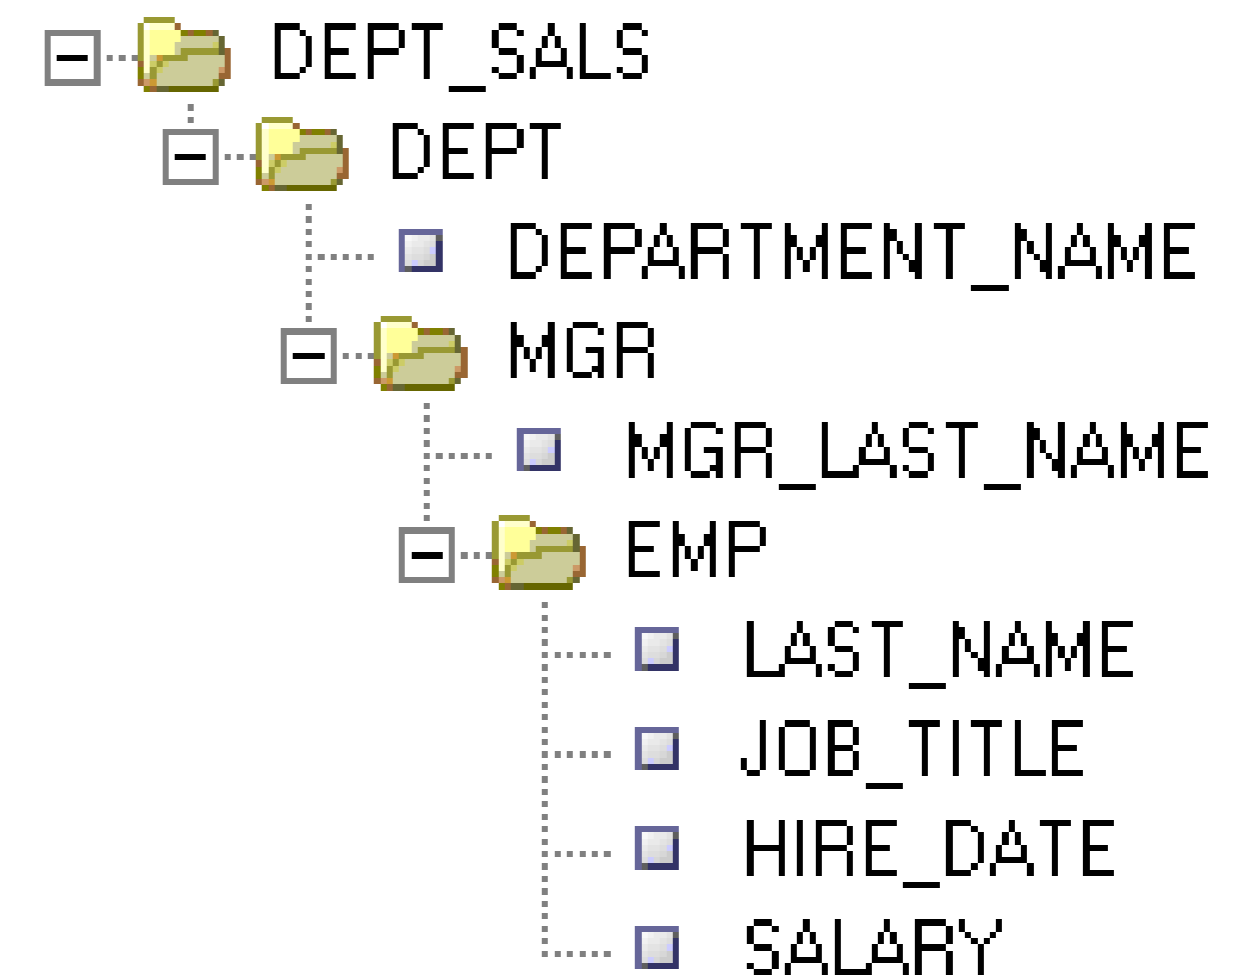 DEPT_SALS
DEPT
DEPARTMENT_NAME
MGR
MGR_LAST_NAME
EMP
LAST_NAME
JOB_TITLE
HIRE_DATE
SALARY